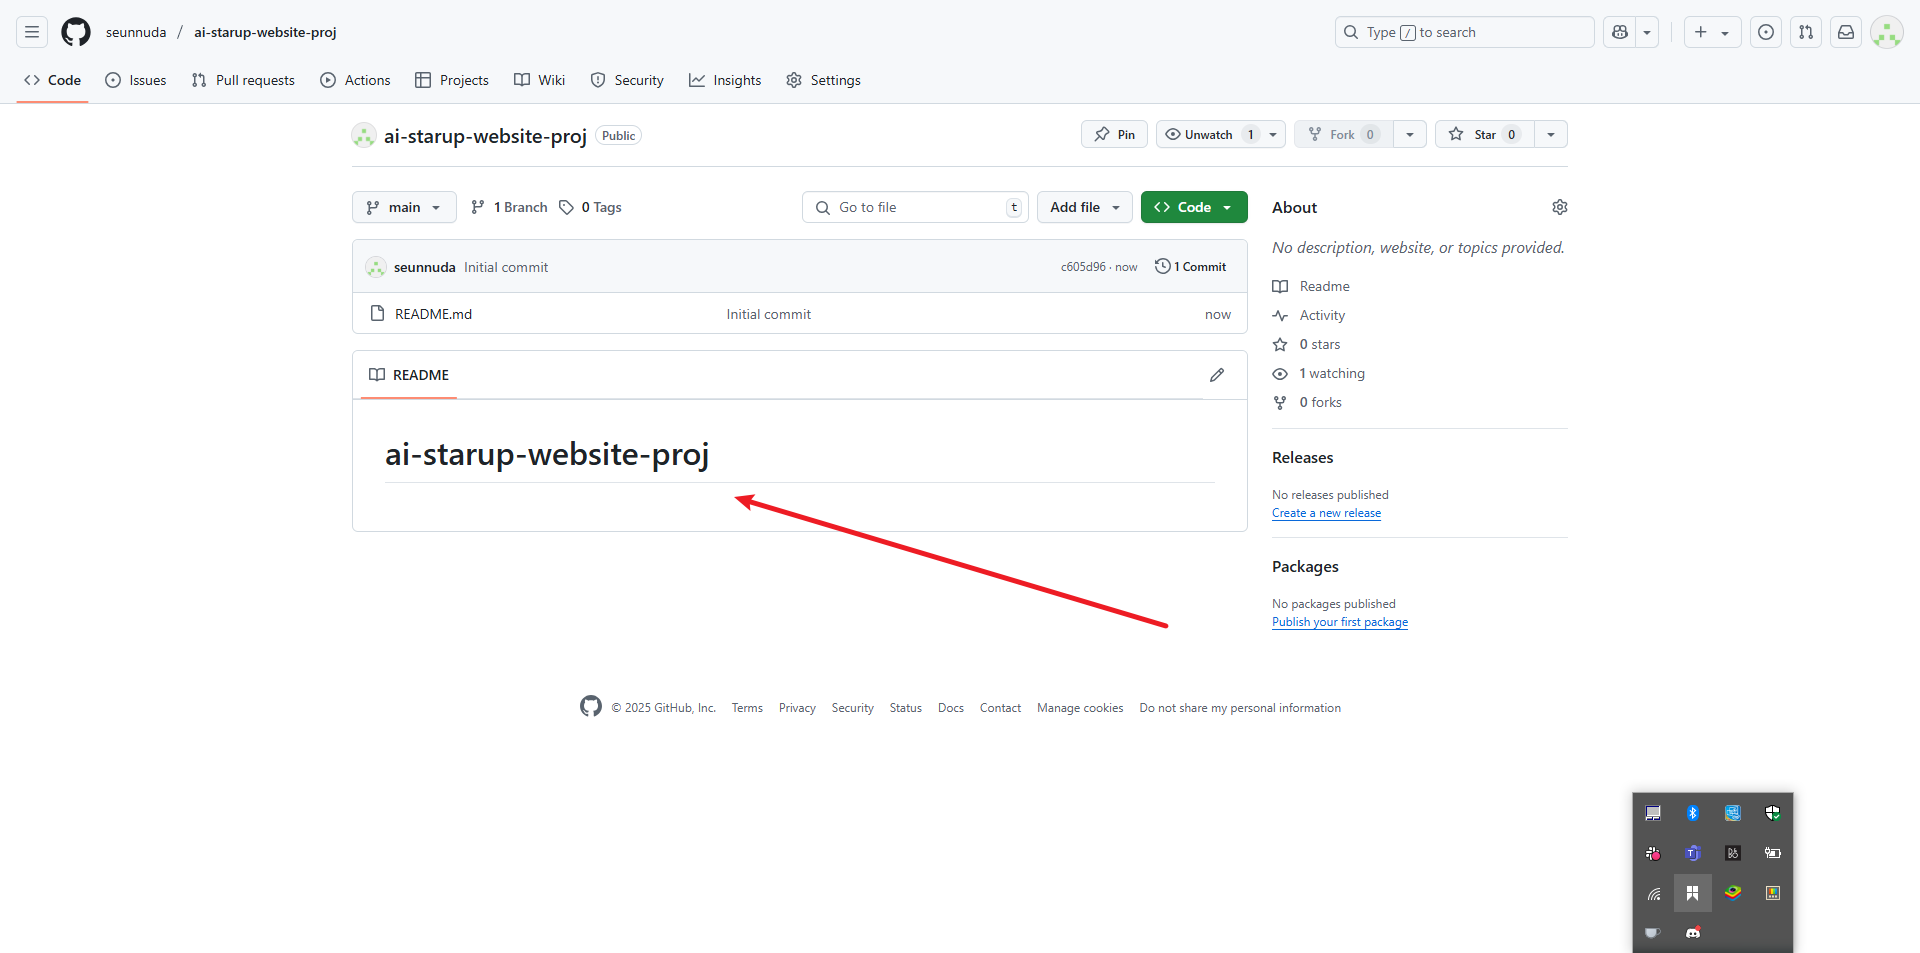 seunnuda / ai-starup-website-proj
Type / to search
Code Issues Pull requests Actions Projects Wiki Security Insights Settings
ai-starup-website-proj Public
Pin Unwatch 1 Fork 0 Star 0
main 1 Branch 0 Tags Go to file t Add file Code
seunnuda Initial commit c605d96 · now 1 Commit
README.md Initial commit now
README
ai-starup-website-proj
About
No description, website, or topics provided.
Readme
Activity
0 stars
1 watching
0 forks
Releases
No releases published
Create a new release
Packages
No packages published
Publish your first package
© 2025 GitHub, Inc. Terms Privacy Security Status Docs Contact Manage cookies Do not share my personal information